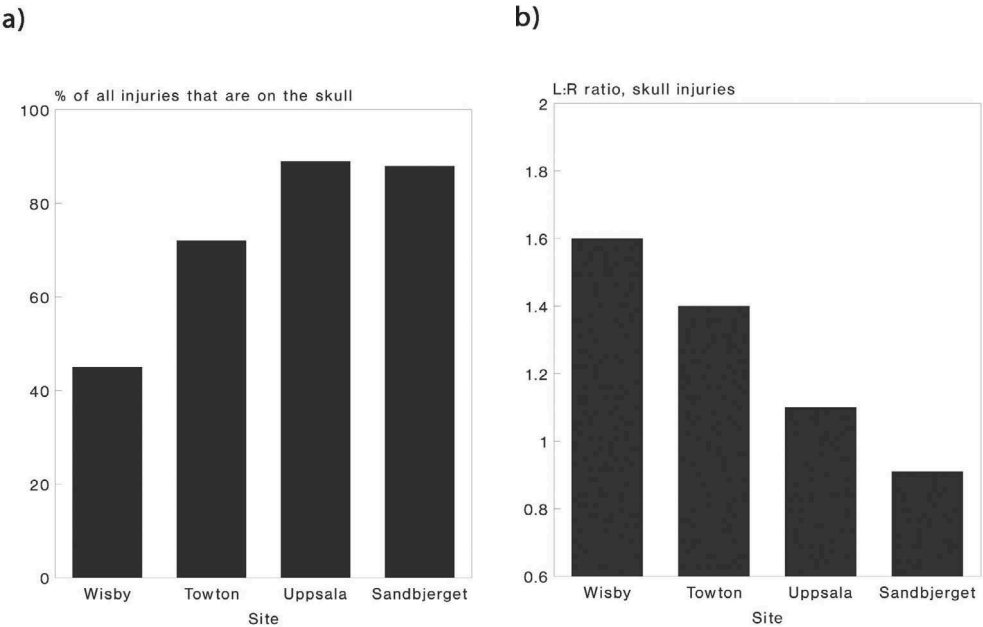 a)
% of all injuries that are on the skull
100
80
60
40
20
0
Wisby Towton Uppsala Sandbjerget
Site
b)
L:R ratio, skull injuries
2
1.8
1.6
1.4
1.2
1
0.8
0.6
Wisby Towton Uppsala Sandbjerget
Site